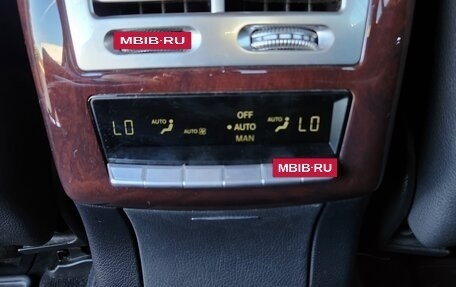 MBIB-RU
OFF
LO AUTO AUTO • AUTO AUTO LO
MAN
MBIB-RU